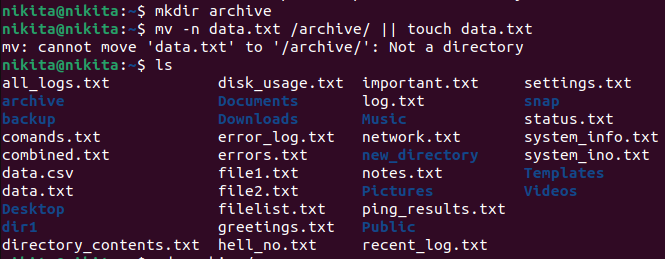 nikita@nikita:~$ mkdir archive
nikita@nikita:~$ mv -n data.txt /archive/ || touch data.txt
mv: cannot move 'data.txt' to '/archive/': Not a directory
nikita@nikita:~$ ls
all_logs.txt disk_usage.txt important.txt settings.txt
archive Documents log.txt snap
backup Downloads Music status.txt
comands.txt error_log.txt network.txt system_info.txt
combined.txt errors.txt new_directory system_ino.txt
data.csv file1.txt notes.txt Templates
data.txt file2.txt Pictures Videos
Desktop filelist.txt ping_results.txt
dir1 greetings.txt Public
directory_contents.txt hell_no.txt recent_log.txt